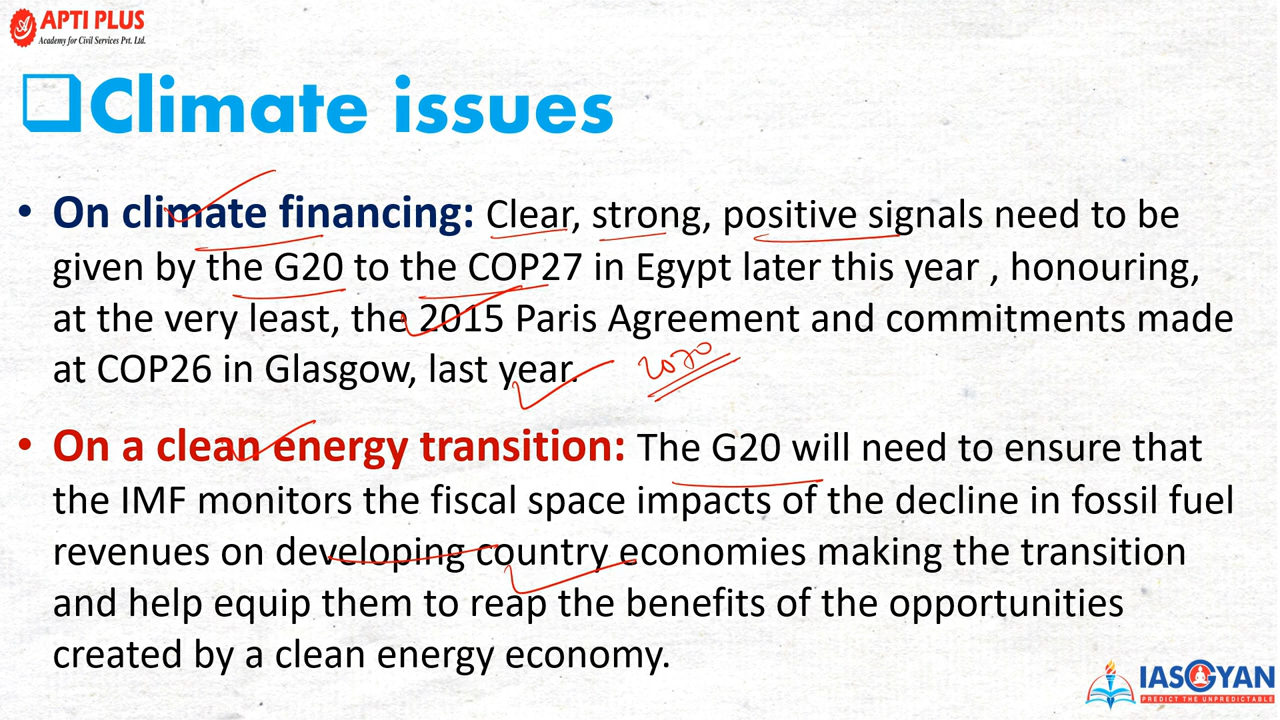 APTI PLUS
Academy for Civil Services Pvt. Ltd.
Climate issues
• On climate financing: Clear, strong, positive signals need to be
given by the G20 to the COP27 in Egypt later this year , honouring,
at the very least, the 2015 Paris Agreement and commitments made
at COP26 in Glasgow, last year.
• On a clean energy transition: The G20 will need to ensure that
the IMF monitors the fiscal space impacts of the decline in fossil fuel
revenues on developing country economies making the transition
and help equip them to reap the benefits of the opportunities
created by a clean energy economy.
IASGYAN
PREDICT THE UNPREDICTABLE